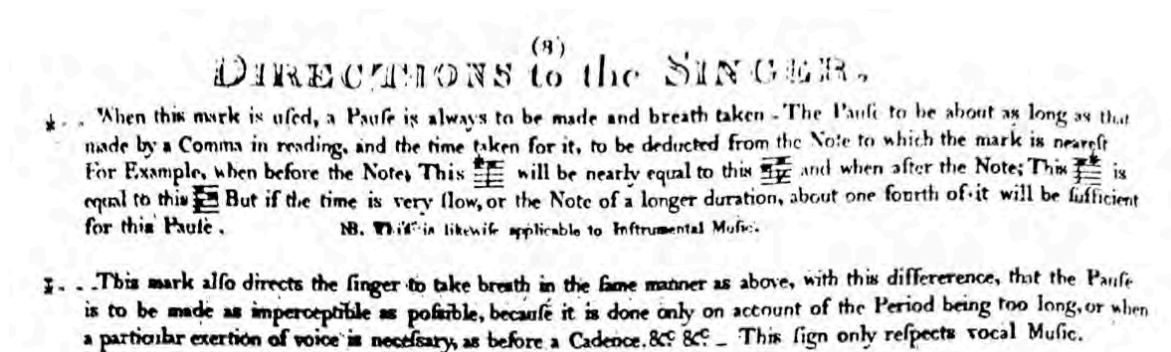 (8)
DIRECTIONS to the SINGER.
. . When this mark is uſed, a Pauſe is always to be made and breath taken - The Pauſe to be about as long as that
made by a Comma in reading, and the time taken for it, to be deducted from the Note to which the mark is neareſt
For Example, when before the Note, This will be nearly equal to this and when after the Note; This is
equal to this But if the time is very ſlow, or the Note of a longer duration, about one fourth of it will be ſufficient
for this Pauſe . NB. This is likewiſe applicable to Inſtrumental Muſic.
. . . This mark alſo directs the ſinger to take breath in the ſame manner as above, with this differerence, that the Pauſe
is to be made as imperceptible as poſsible, becauſe it is done only on account of the Period being too long, or when
a particular exertion of voice is neceſsary, as before a Cadence. &c &c. _ This ſign only reſpects vocal Muſic.